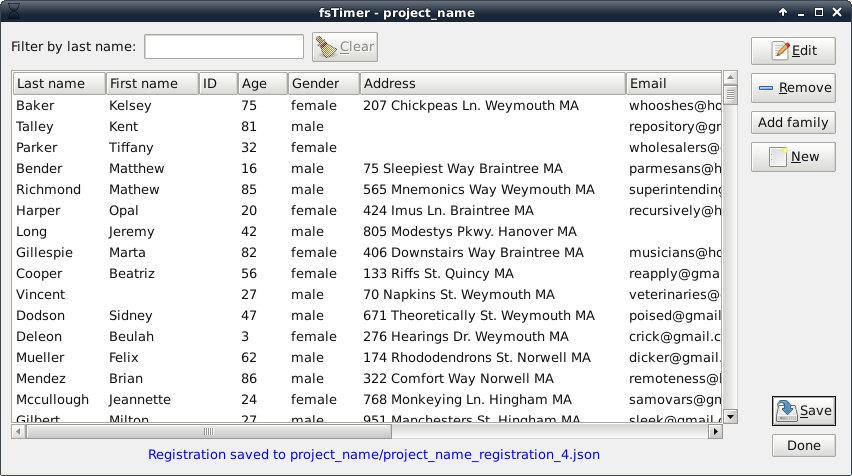 fsTimer - project_name
Filter by last name: Clear
Edit
Remove
Add family
New
Last name First name ID Age Gender Address Email
Baker Kelsey 75 female 207 Chickpeas Ln. Weymouth MA whooshes@ho
Talley Kent 81 male repository@gr
Parker Tiffany 32 female wholesalers@
Bender Matthew 16 male 75 Sleepiest Way Braintree MA parmesans@h
Richmond Mathew 85 male 565 Mnemonics Way Weymouth MA superintending
Harper Opal 20 female 424 Imus Ln. Braintree MA recursively@h
Long Jeremy 42 male 805 Modestys Pkwy. Hanover MA
Gillespie Marta 82 female 406 Downstairs Way Braintree MA musicians@ho
Cooper Beatriz 56 female 133 Riffs St. Quincy MA reapply@gma
Vincent 27 male 70 Napkins St. Weymouth MA veterinaries@
Dodson Sidney 47 male 671 Theoretically St. Weymouth MA poised@gmail
Deleon Beulah 3 female 276 Hearings Dr. Weymouth MA crick@gmail.c
Mueller Felix 62 male 174 Rhododendrons St. Norwell MA dicker@gmail.
Mendez Brian 86 male 322 Comfort Way Norwell MA remoteness@
Mccullough Jeannette 24 female 768 Monkeying Ln. Hingham MA samovars@gm
Gilbert Milton 27 male 951 Manchesters St. Hingham MA sleek@gmail
Save
Done
Registration saved to project_name/project_name_registration_4.json